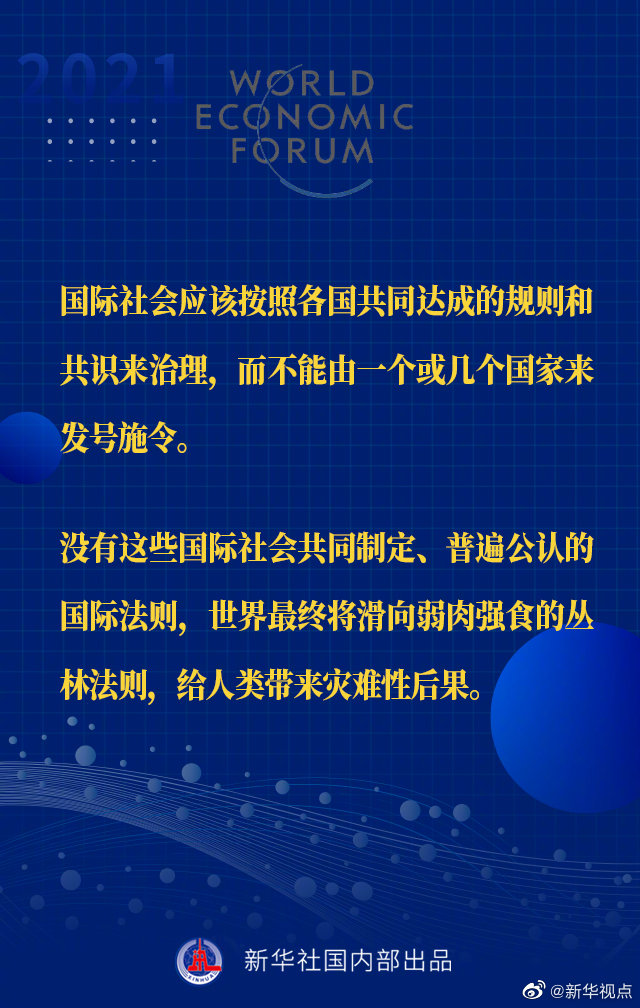 2021
WORLD
ECONOMIC
FORUM
国际社会应该按照各国共同达成的规则和
共识来治理，而不能由一个或几个国家来
发号施令。
没有这些国际社会共同制定、普遍公认的
国际法则，世界最终将滑向弱肉强食的丛
林法则，给人类带来灾难性后果。
XINHUA
新华社国内部出品
@新华视点